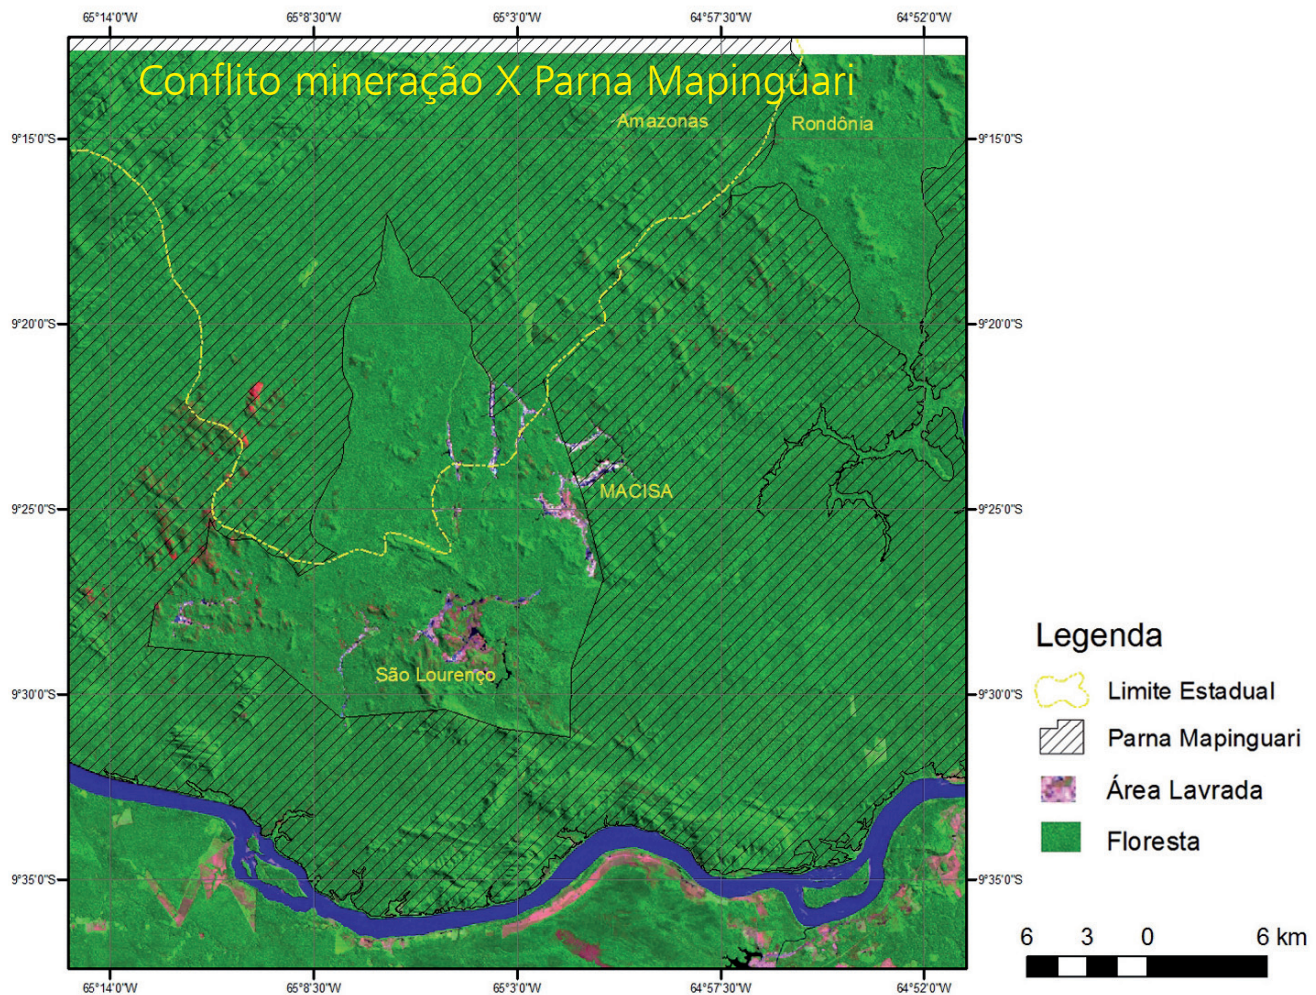 65°14'0"W 65°8'30"W 65°3'0"W 64°57'30"W 64°52'0"W
Conflito mineração X Parna Mapinguari
Amazonas Rondônia
9°15'0"S 9°15'0"S
9°20'0"S 9°20'0"S
MACISA
9°25'0"S 9°25'0"S
São Lourenço
9°30'0"S 9°30'0"S
9°35'0"S 9°35'0"S
65°14'0"W 65°8'30"W 65°3'0"W 64°57'30"W 64°52'0"W
Legenda
Limite Estadual
Parna Mapinguari
Área Lavrada
Floresta
6 3 0 6 km